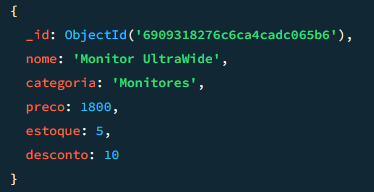 {
  _id: ObjectId('6909318276c6ca4cadc065b6'),
  nome: 'Monitor UltraWide',
  categoria: 'Monitores',
  preco: 1800,
  estoque: 5,
  desconto: 10
}